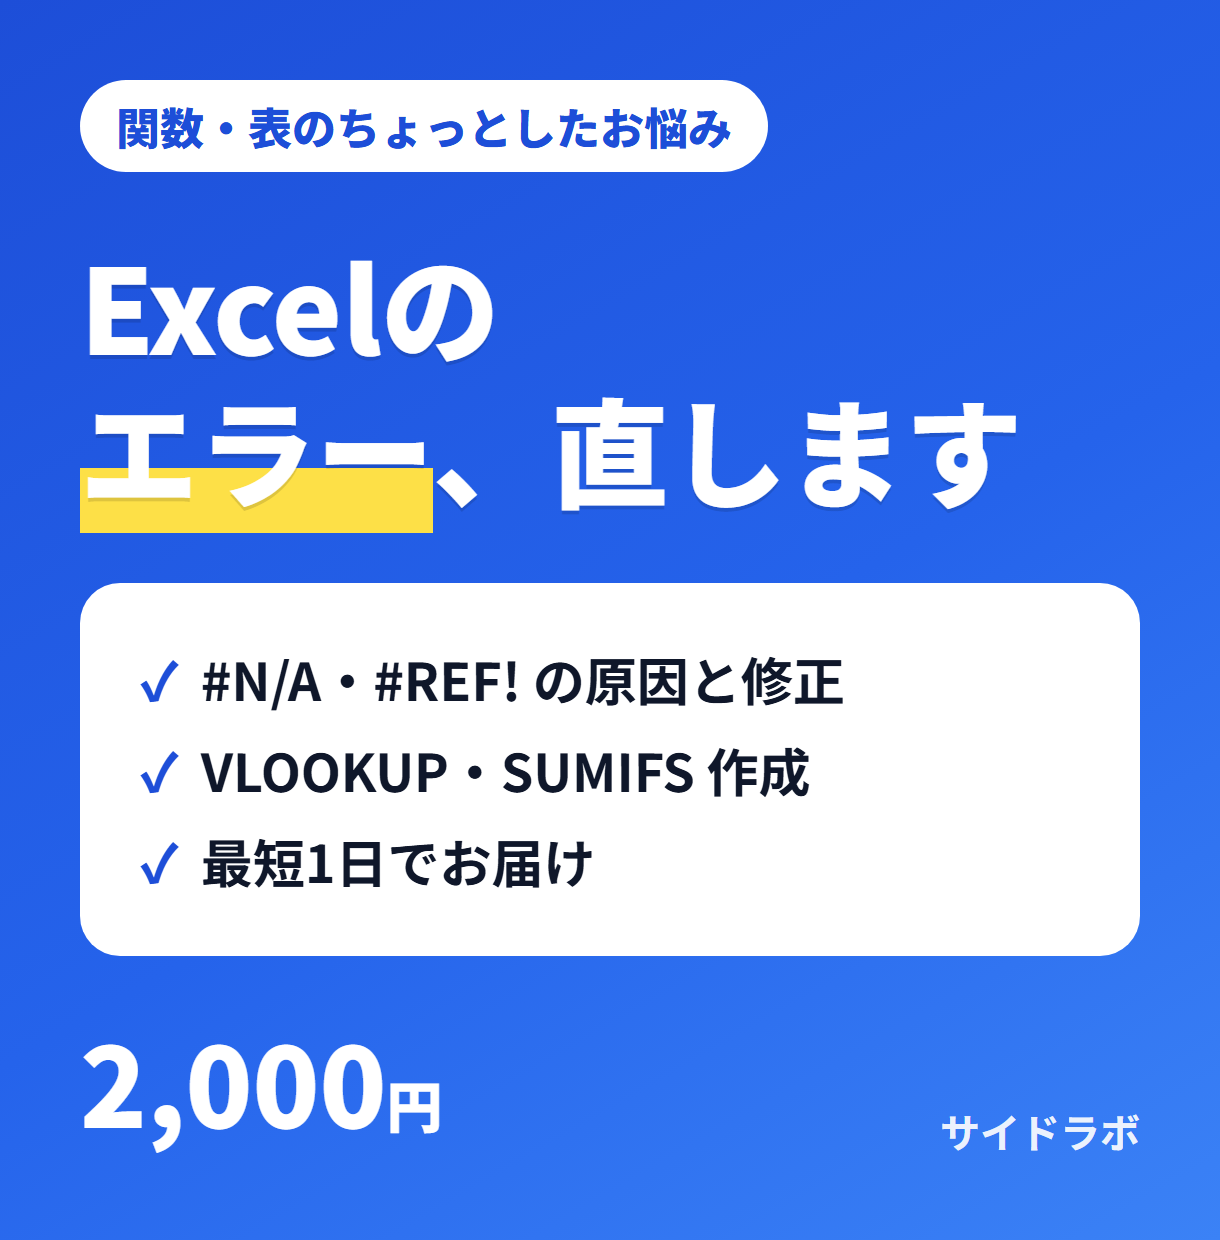 関数・表のちょっとしたお悩み
Excelの
エラー、直します
✓ #N/A・#REF! の原因と修正
✓ VLOOKUP・SUMIFS 作成
✓ 最短1日でお届け
2,000円
サイドラボ